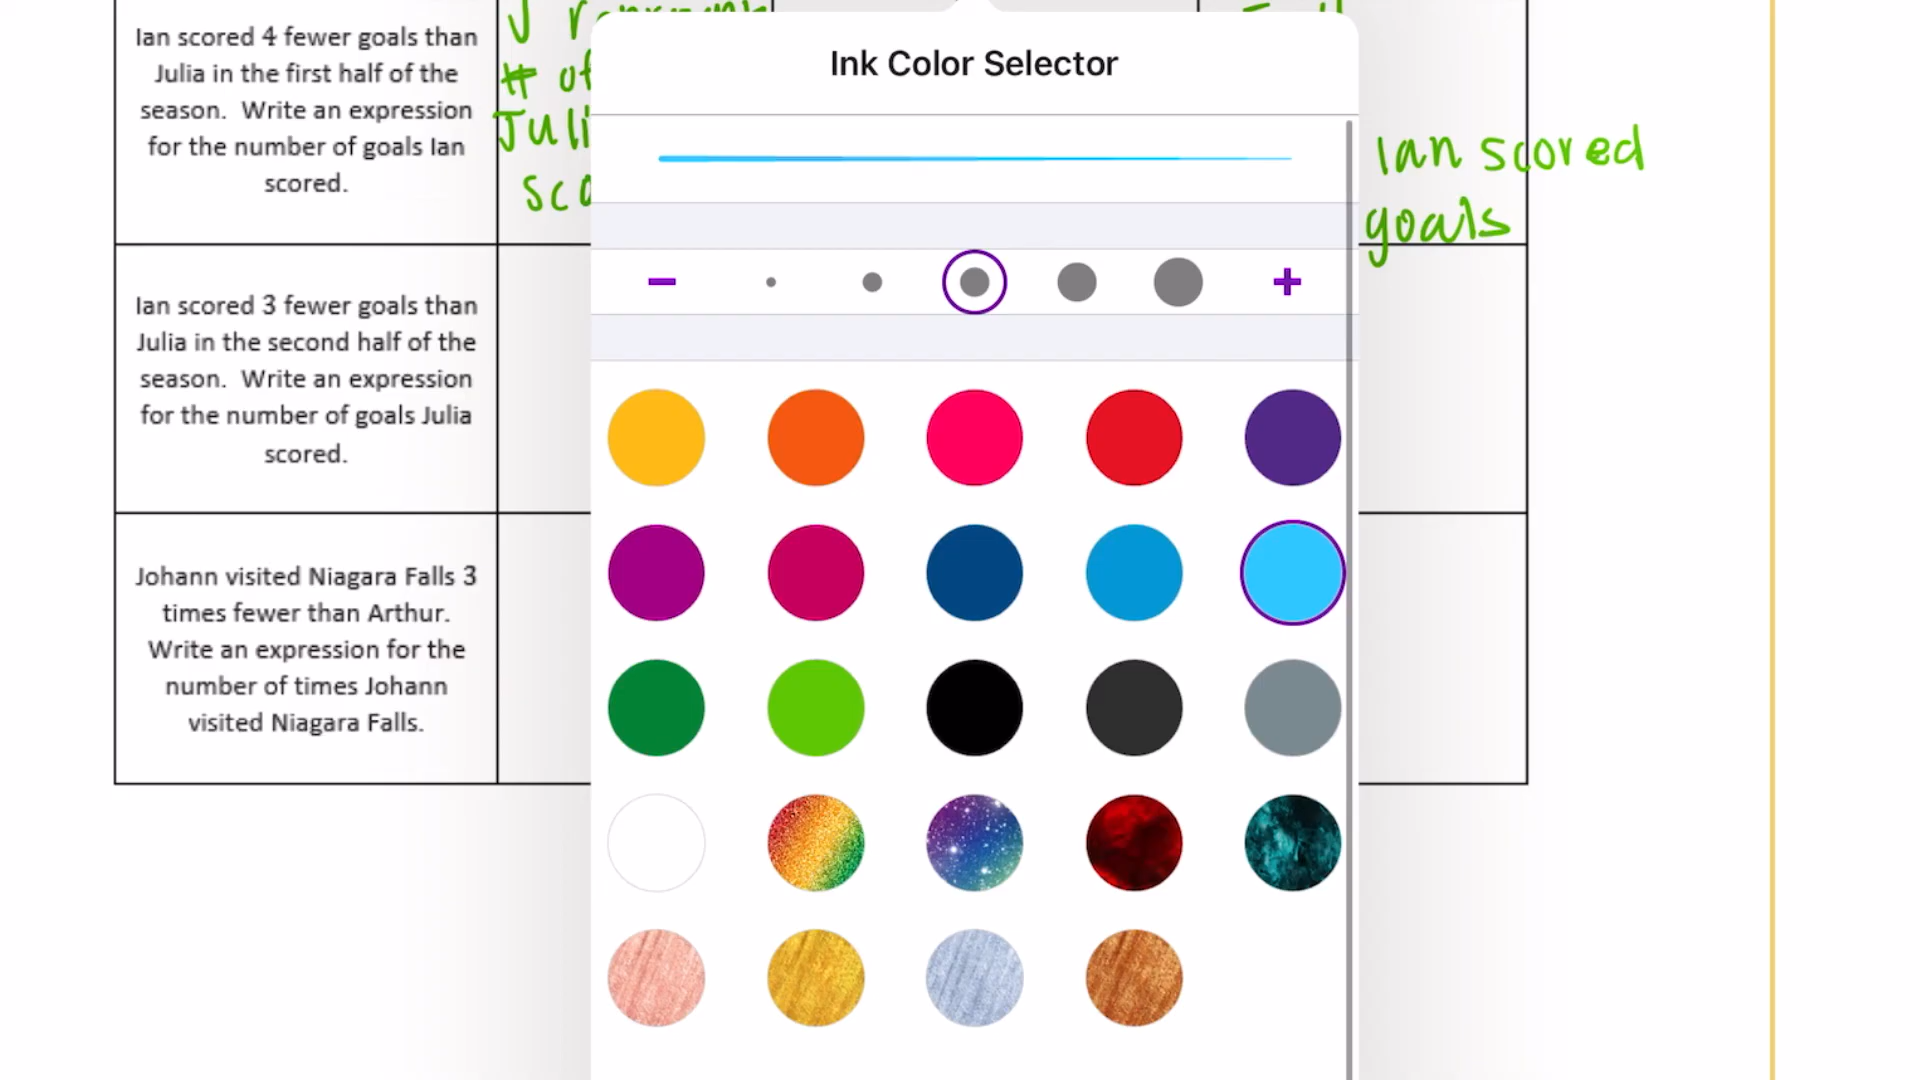 Ink Color Selector
Ian scored 4 fewer goals than
Julia in the first half of the
season. Write an expression
for the number of goals Ian
scored.
J
# of
Juli
sco
Ian scored
goals
Ian scored 3 fewer goals than
Julia in the second half of the
season. Write an expression
for the number of goals Julia
scored.
Johann visited Niagara Falls 3
times fewer than Arthur.
Write an expression for the
number of times Johann
visited Niagara Falls.